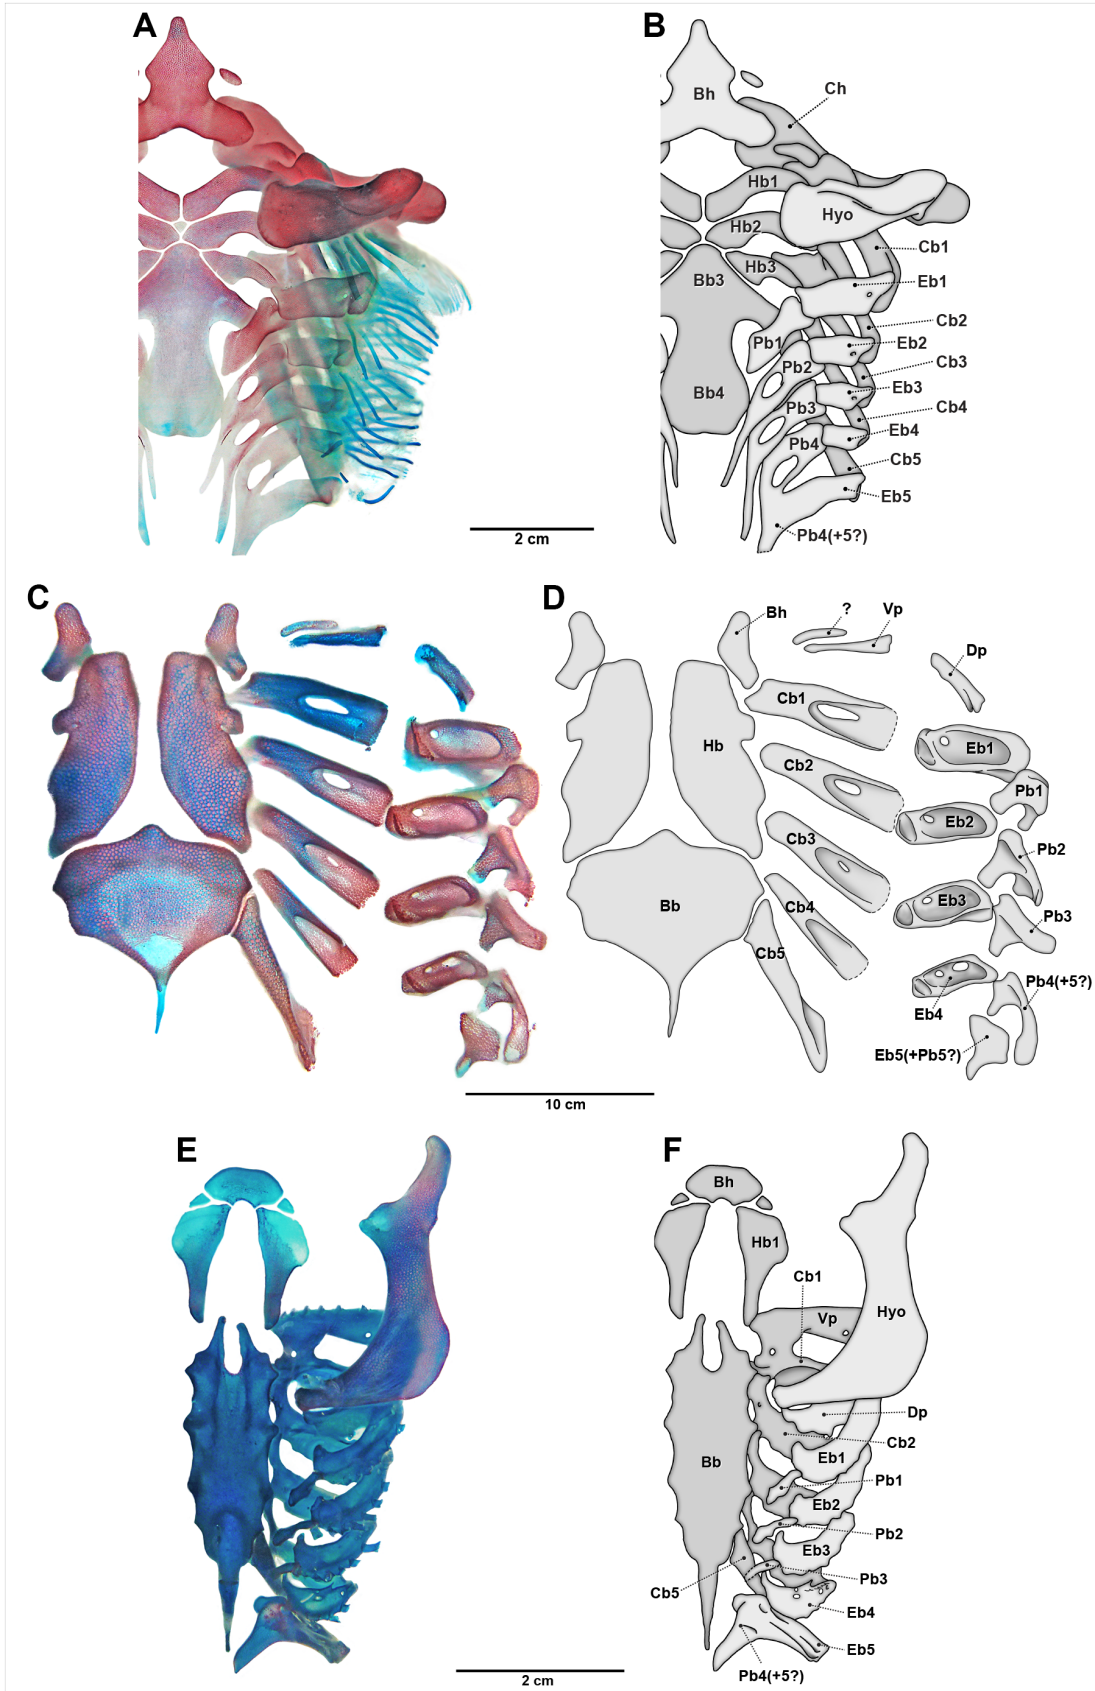 A
B
Bh
Ch
Hb1
Hyo
Hb2
Cb1
Hb3
Bb3
Eb1
Cb2
Pb1
Eb2
Cb3
Pb2
Eb3
Bb4
Pb3
Cb4
Eb4
Pb4
Cb5
Eb5
2 cm
Pb4(+5?)
C
D
Bh
?
Vp
Dp
Cb1
Hb
Eb1
Cb2
Pb1
Eb2
Cb3
Pb2
Eb3
Bb
Cb4
Pb3
Cb5
Pb4(+5?)
Eb4
Eb5(+Pb5?)
10 cm
E
F
Bh
Hb1
Cb1
Vp
Hyo
Dp
Cb2
Eb1
Bb
Pb1
Eb2
Pb2
Eb3
Pb3
Cb5
Eb4
Eb5
Pb4(+5?)
2 cm